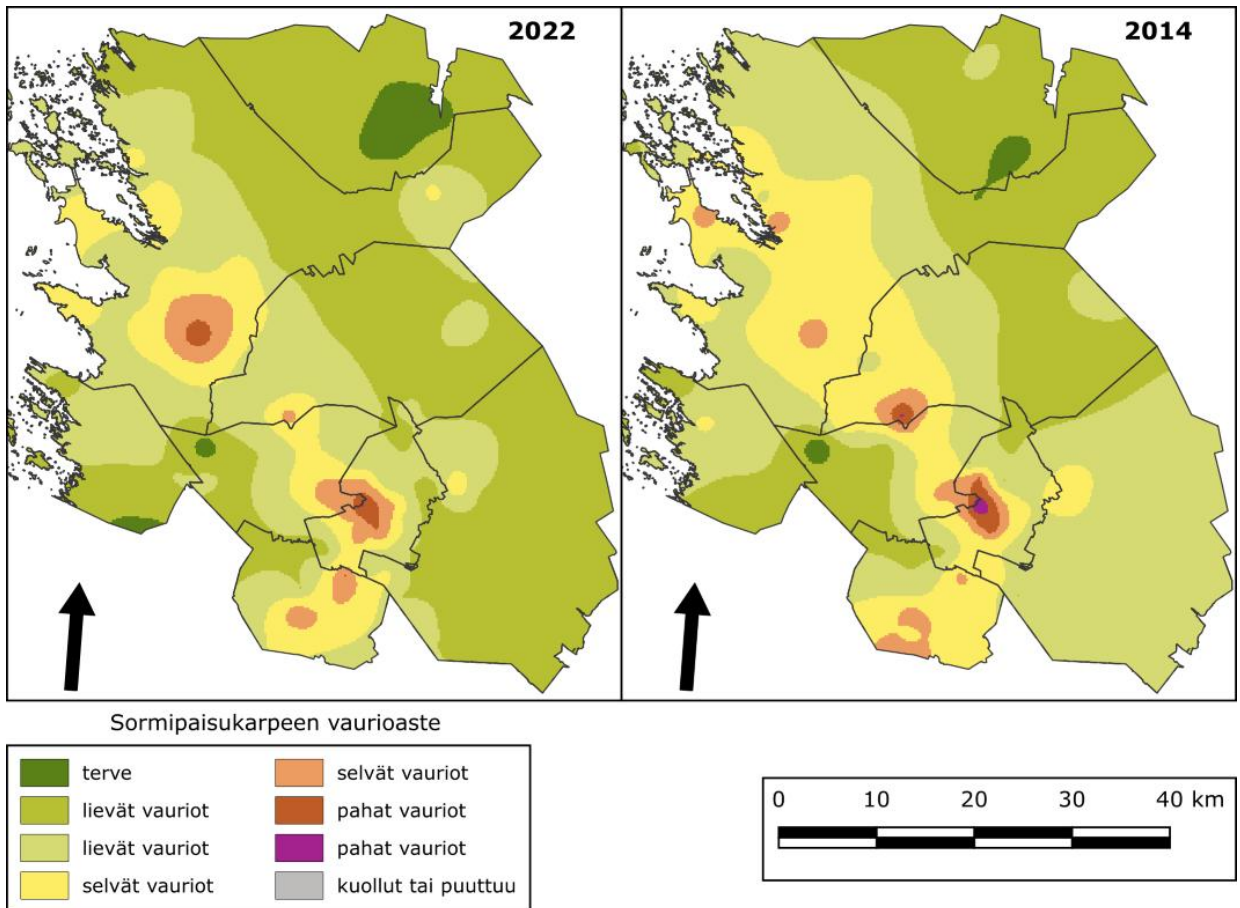 2022
2014
Sormipaisukarpeen vaurioaste
terve
lievät vauriot
lievät vauriot
selvät vauriot
selvät vauriot
pahat vauriot
pahat vauriot
kuollut tai puuttuu
0 10 20 30 40 km